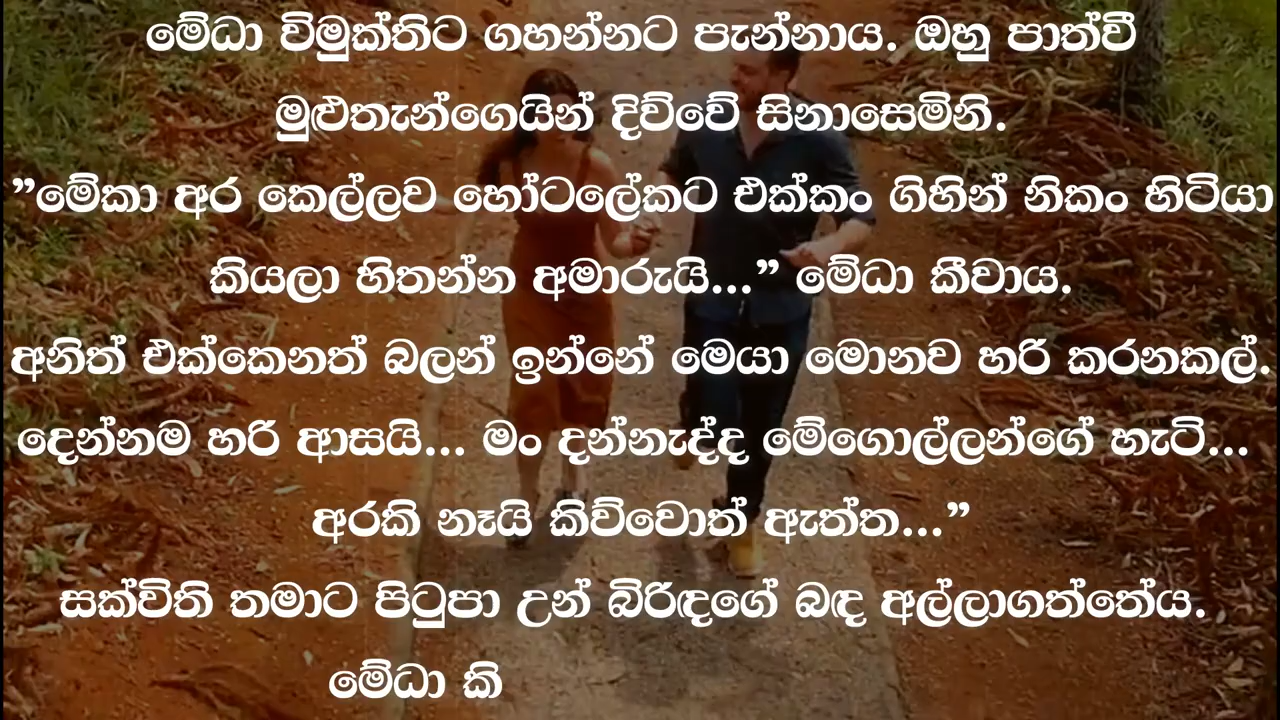 මේධා විමුක්තිට ගහන්නට පැන්නාය. ඔහු පාත්වී
මුළුතැන්ගෙයින් දිව්වේ සිනාසෙමිනි.
”මේකා අර කෙල්ලව හෝටලේකට එක්කං ගිහින් නිකං හිටියා
කියලා හිතන්න අමාරුයි...” මේධා කීවාය.
අනිත් එක්කෙනත් බලන් ඉන්නේ මෙයා මොනව හරි කරනකල්.
දෙන්නම හරි ආසයි... මං දන්නැද්ද මේගොල්ලන්ගේ හැටි...
අරකි නෑයි කිව්වොත් ඇත්ත...”
සක්විති තමාට පිටුපා උන් බිරිඳගේ බඳ අල්ලාගත්තේය.
මේධා කි